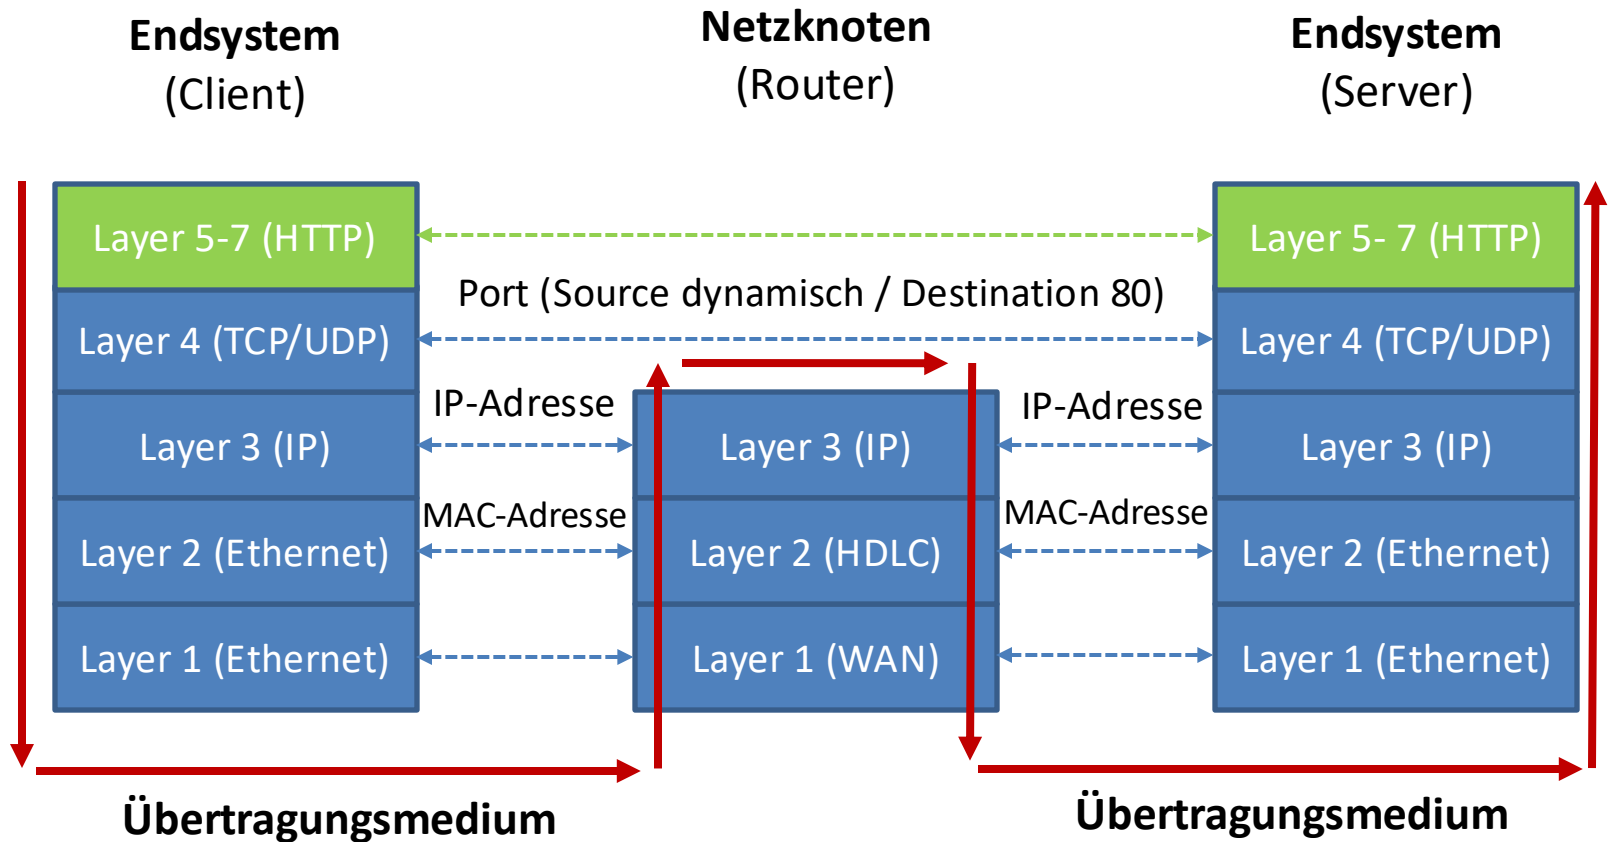 Endsystem
(Client)
Netzknoten
(Router)
Endsystem
(Server)
Layer 5-7 (HTTP)
Layer 5- 7 (HTTP)
Port (Source dynamisch / Destination 80)
Layer 4 (TCP/UDP)
Layer 4 (TCP/UDP)
IP-Adresse
IP-Adresse
Layer 3 (IP)
Layer 3 (IP)
Layer 3 (IP)
MAC-Adresse
MAC-Adresse
Layer 2 (Ethernet)
Layer 2 (HDLC)
Layer 2 (Ethernet)
Layer 1 (Ethernet)
Layer 1 (WAN)
Layer 1 (Ethernet)
Übertragungsmedium
Übertragungsmedium